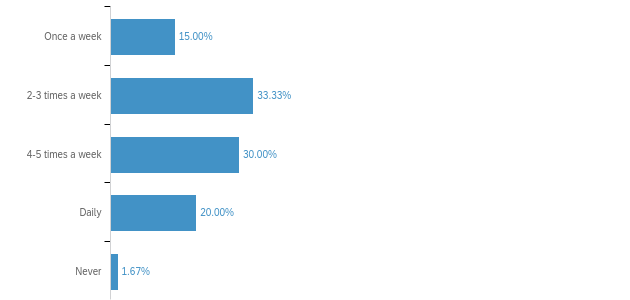 Once a week 15.00%
2-3 times a week 33.33%
4-5 times a week 30.00%
Daily 20.00%
Never 1.67%